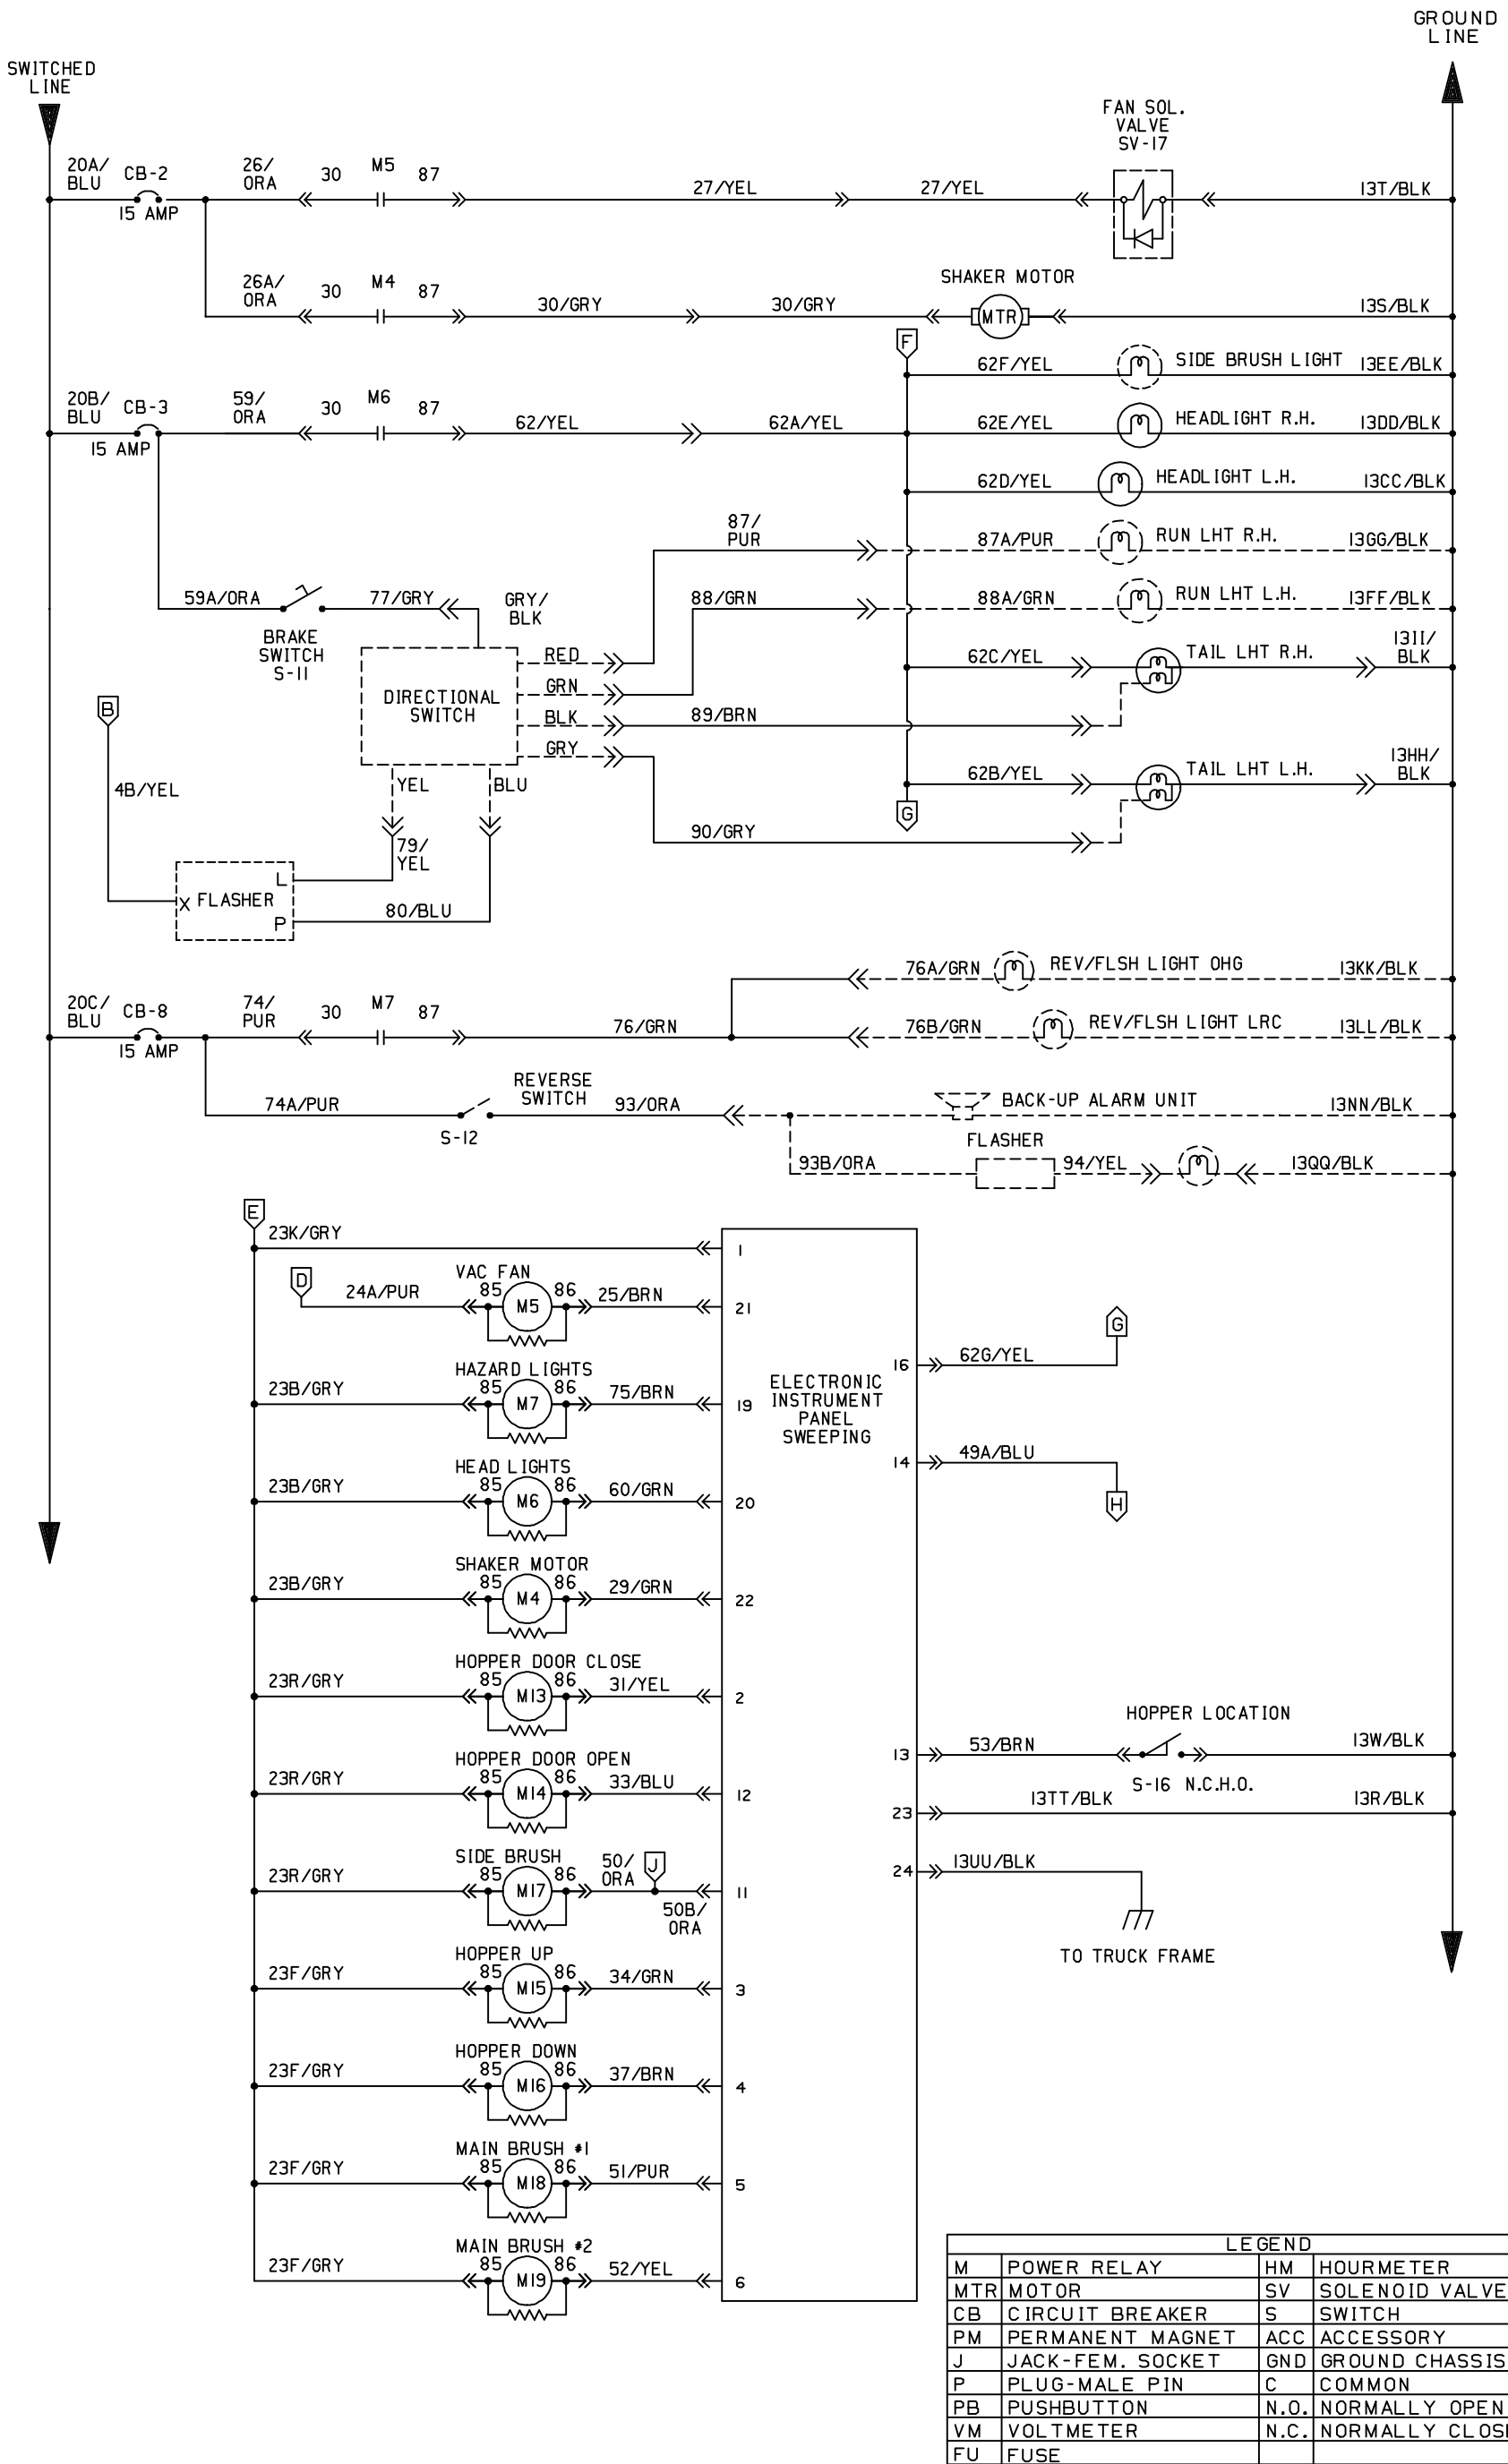 GROUND
LINE
SWITCHED
LINE
FAN SOL.
VALVE
SV-17
20A/
BLU
CB-2
15 AMP
26/
ORA
30 M5 87
27/YEL
27/YEL
13T/BLK
26A/
ORA
30 M4 87
30/GRY
30/GRY
SHAKER MOTOR
MTR
13S/BLK
F
62F/YEL
SIDE BRUSH LIGHT
13EE/BLK
20B/
BLU
CB-3
15 AMP
59/
ORA
30 M6 87
62/YEL
62A/YEL
62E/YEL
HEADLIGHT R.H.
13DD/BLK
62D/YEL
HEADLIGHT L.H.
13CC/BLK
87/
PUR
87A/PUR
RUN LHT R.H.
13GG/BLK
59A/ORA
BRAKE
SWITCH
S-11
77/GRY
GRY/
BLK
88/GRN
88A/GRN
RUN LHT L.H.
13FF/BLK
DIRECTIONAL
SWITCH
RED
GRN
BLK
GRY
62C/YEL
TAIL LHT R.H.
13II/
BLK
89/BRN
B
4B/YEL
YEL
BLU
62B/YEL
TAIL LHT L.H.
13HH/
BLK
G
90/GRY
79/
YEL
L
X FLASHER
P
80/BLU
76A/GRN
REV/FLSH LIGHT OHG
13KK/BLK
20C/
BLU
CB-8
15 AMP
74/
PUR
30 M7 87
76/GRN
76B/GRN
REV/FLSH LIGHT LRC
13LL/BLK
74A/PUR
S-12
REVERSE
SWITCH
93/ORA
BACK-UP ALARM UNIT
13NN/BLK
93B/ORA
FLASHER
94/YEL
13QQ/BLK
E
23K/GRY
1
D
24A/PUR
VAC FAN
85 M5 86
25/BRN
21
16
62G/YEL
G
ELECTRONIC
INSTRUMENT
PANEL
SWEEPING
23B/GRY
HAZARD LIGHTS
85 M7 86
75/BRN
19
14
49A/BLU
H
23B/GRY
HEAD LIGHTS
85 M6 86
60/GRN
20
23B/GRY
SHAKER MOTOR
85 M4 86
29/GRN
22
23R/GRY
HOPPER DOOR CLOSE
85 M13 86
31/YEL
2
13
53/BRN
HOPPER LOCATION
S-16 N.C.H.O.
13W/BLK
23R/GRY
HOPPER DOOR OPEN
85 M14 86
33/BLU
12
23
13TT/BLK
13R/BLK
23R/GRY
SIDE BRUSH
85 M17 86
50/
ORA
J
50B/
ORA
11
24
13UU/BLK
TO TRUCK FRAME
23F/GRY
HOPPER UP
85 M15 86
34/GRN
3
23F/GRY
HOPPER DOWN
85 M16 86
37/BRN
4
23F/GRY
MAIN BRUSH #1
85 M18 86
51/PUR
5
23F/GRY
MAIN BRUSH #2
85 M19 86
52/YEL
6
LEGEND
M POWER RELAY HM HOURMETER
MTR MOTOR SV SOLENOID VALVE
CB CIRCUIT BREAKER S SWITCH
PM PERMANENT MAGNET ACC ACCESSORY
J JACK-FEM. SOCKET GND GROUND CHASSIS
P PLUG-MALE PIN C COMMON
PB PUSHBUTTON N.O. NORMALLY OPEN
VM VOLTMETER N.C. NORMALLY
FU FUSE